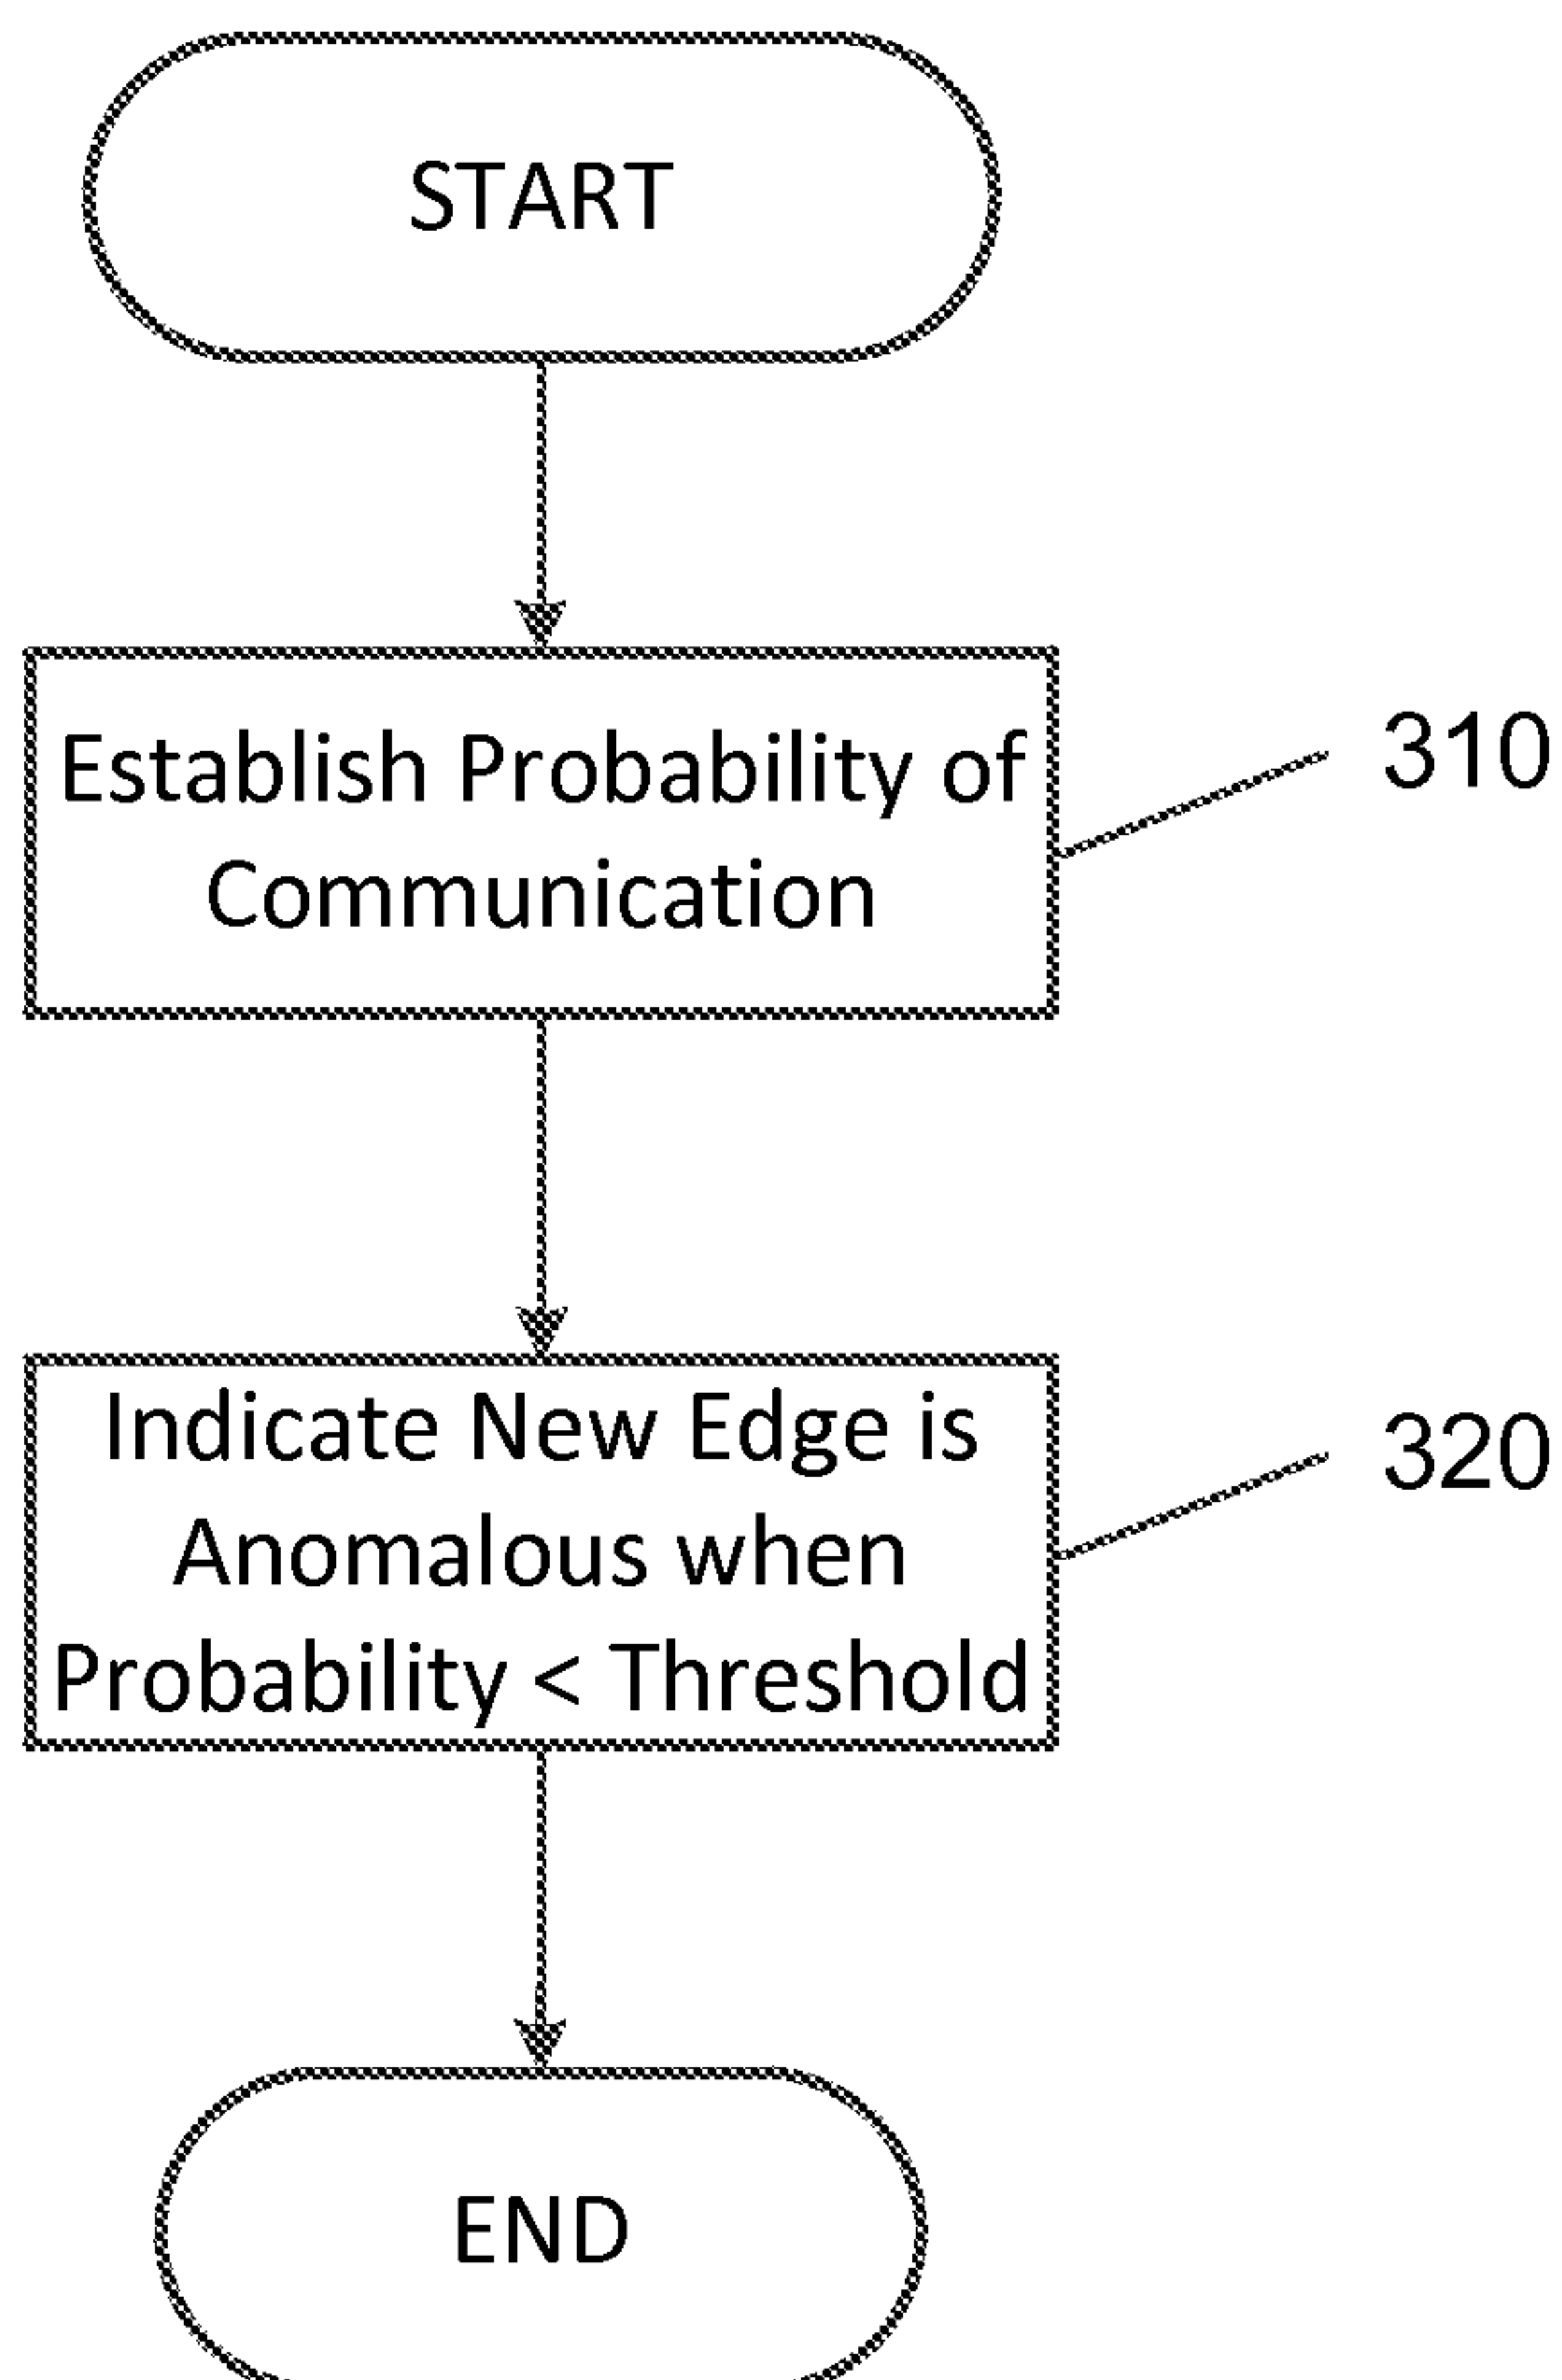 START
Establish Probability of
Communication
310
Indicate New Edge is
Anomalous when
Probability < Threshold
320
END